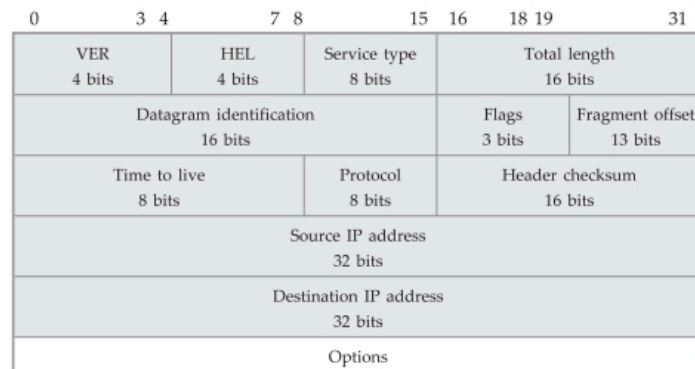 0 3 4 7 8 15 16 18 19 31
VER HEL Service type Total length
4 bits 4 bits 8 bits 16 bits
Datagram identification Flags Fragment offset
16 bits 3 bits 13 bits
Time to live Protocol Header checksum
8 bits 8 bits 16 bits
Source IP address
32 bits
Destination IP address
32 bits
Options